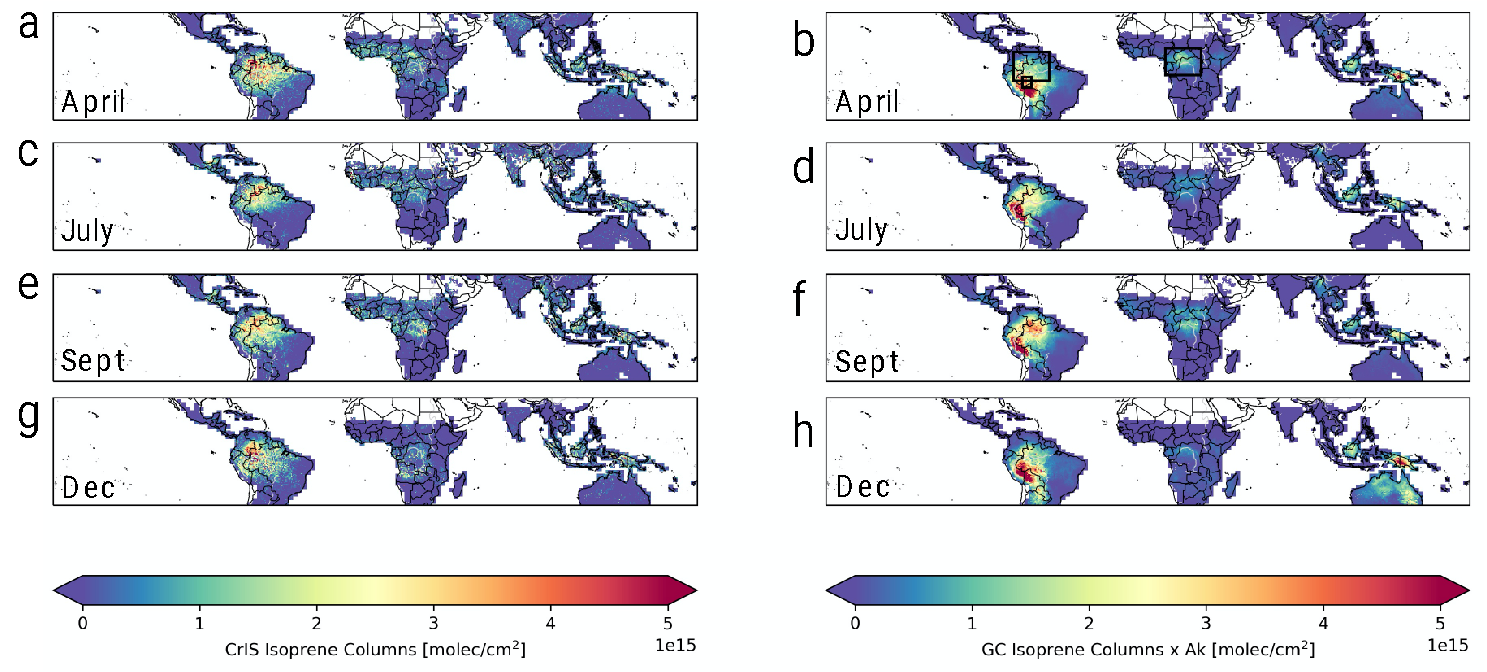 a
April
b
April
c
July
d
July
e
Sept
f
Sept
g
Dec
h
Dec
0 1 2 3 4 5
1e15
CrIS Isoprene Columns [molec/cm²]
0 1 2 3 4 5
1e15
GC Isoprene Columns x Ak [molec/cm²]